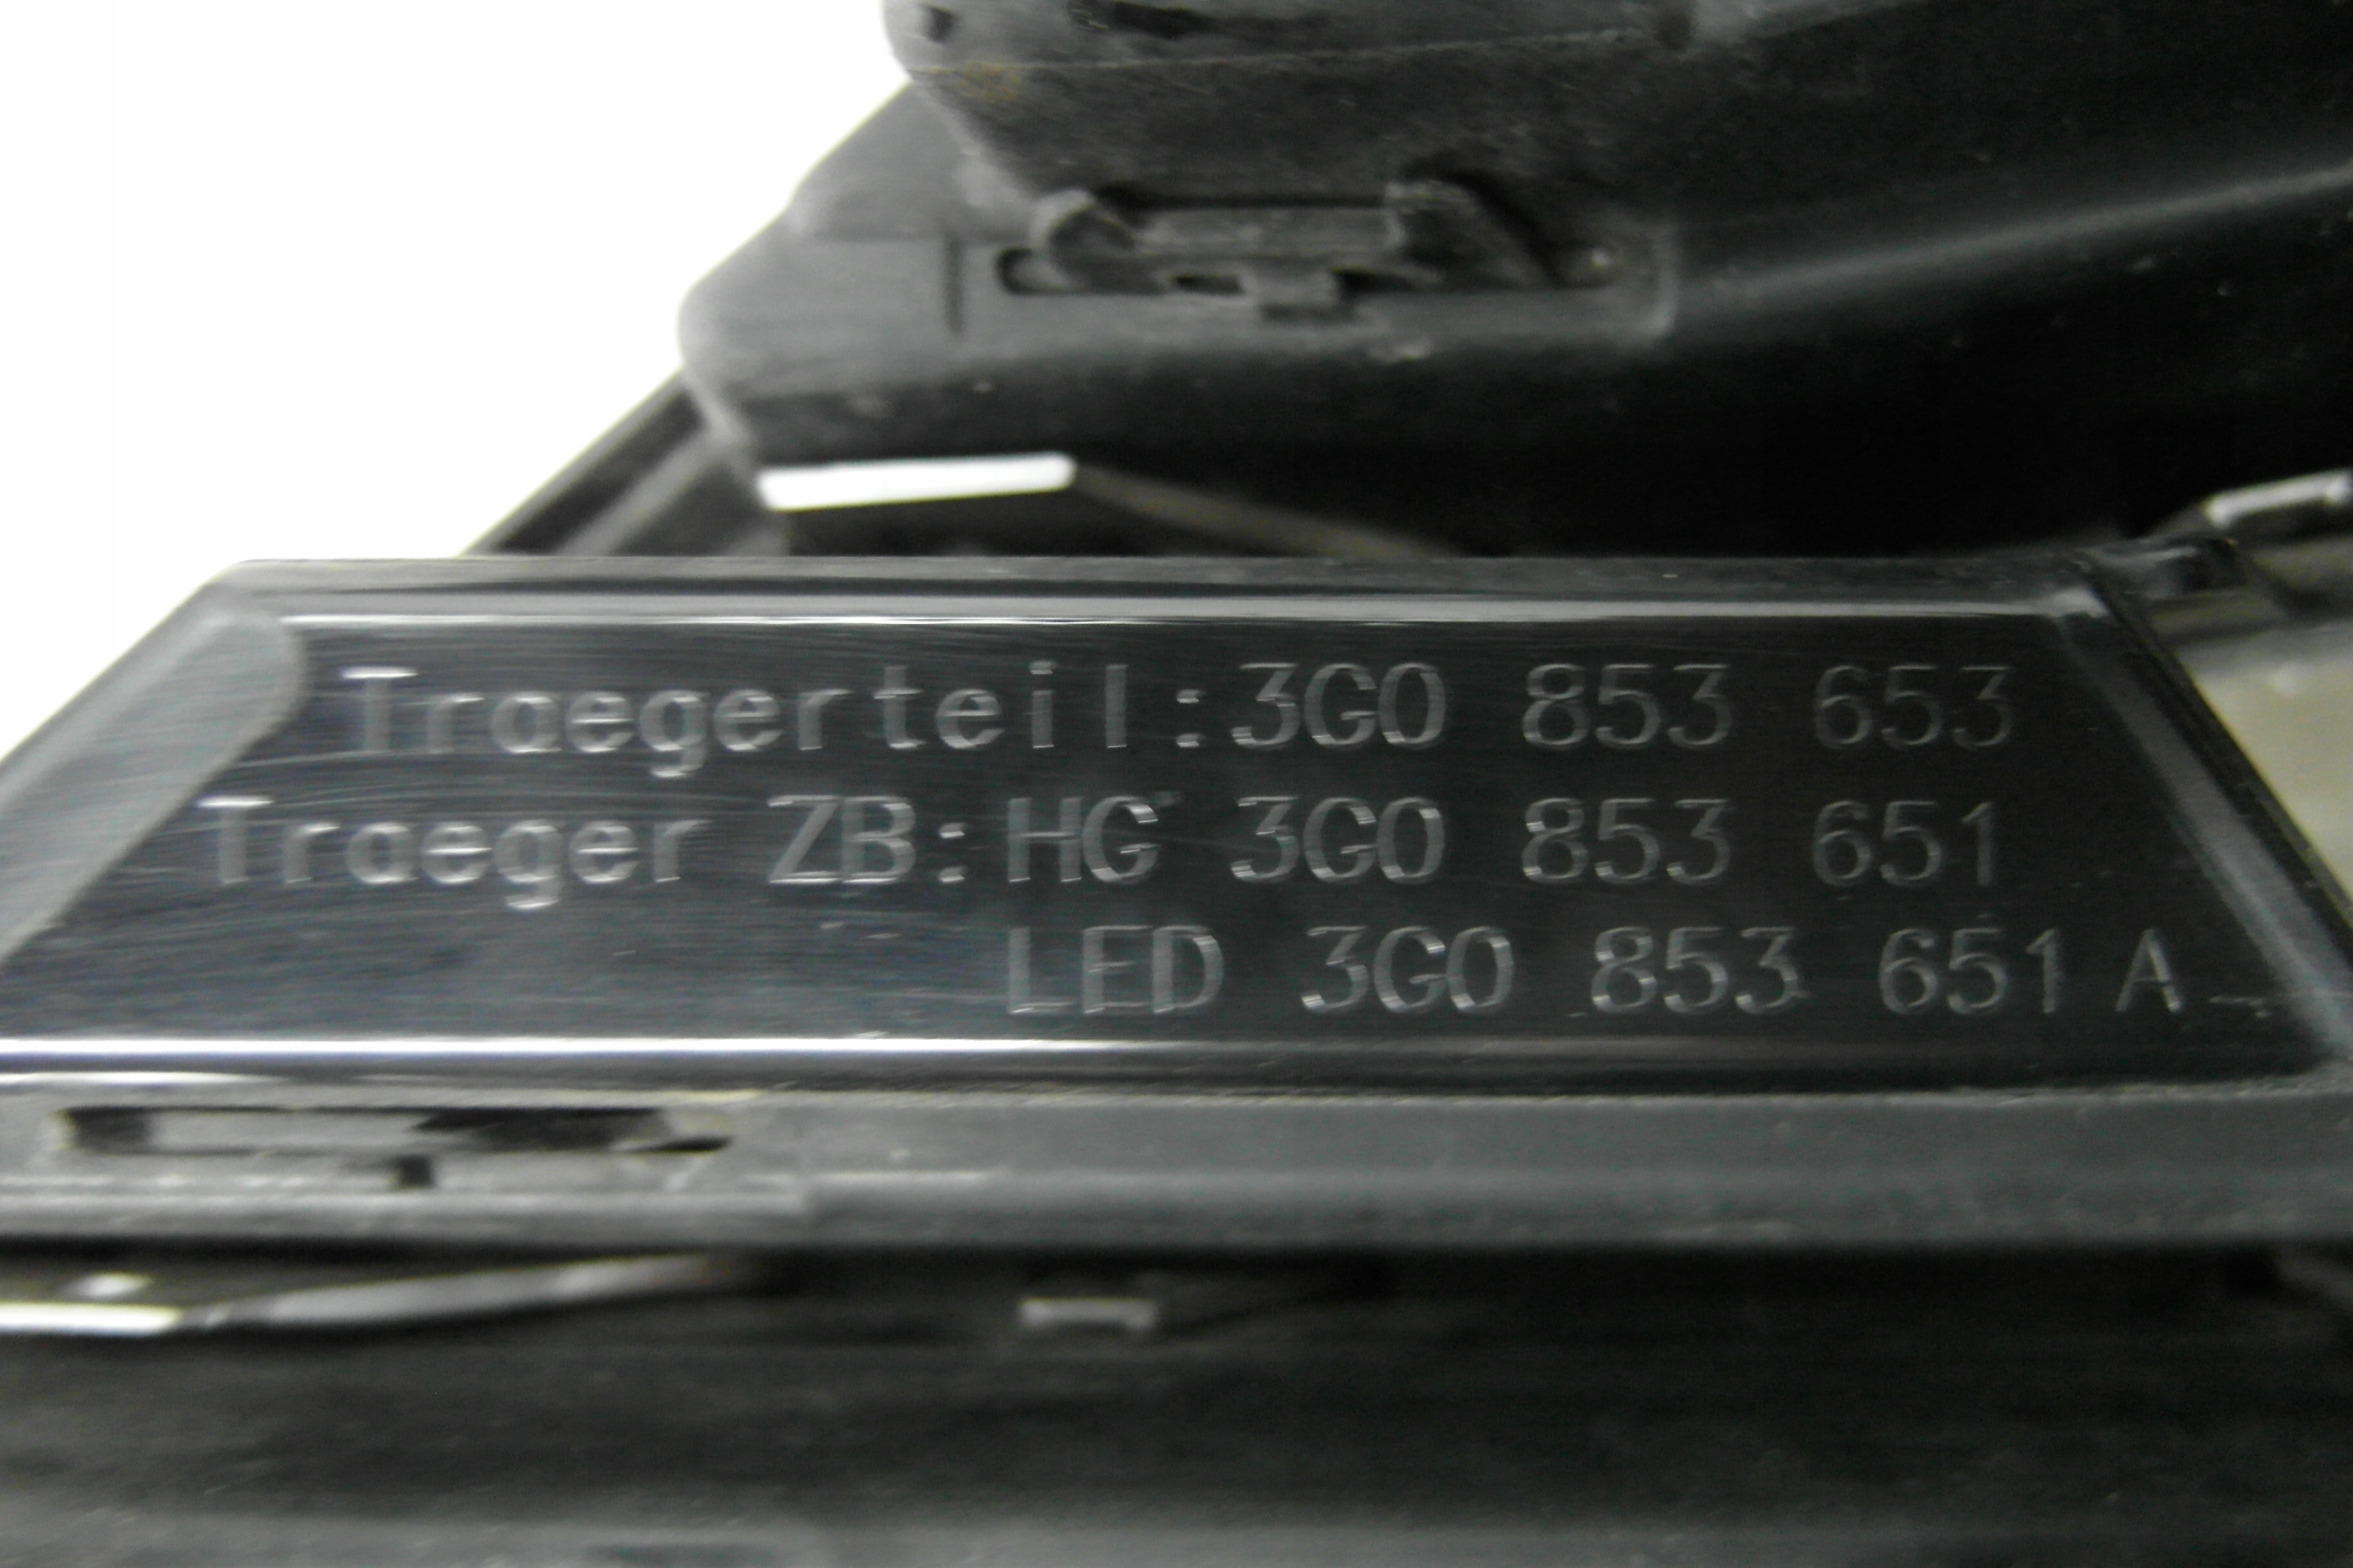 Traegerteil:3G0 853 653
Traeger ZB:HG 3G0 853 651
LED 3G0 853 651 A